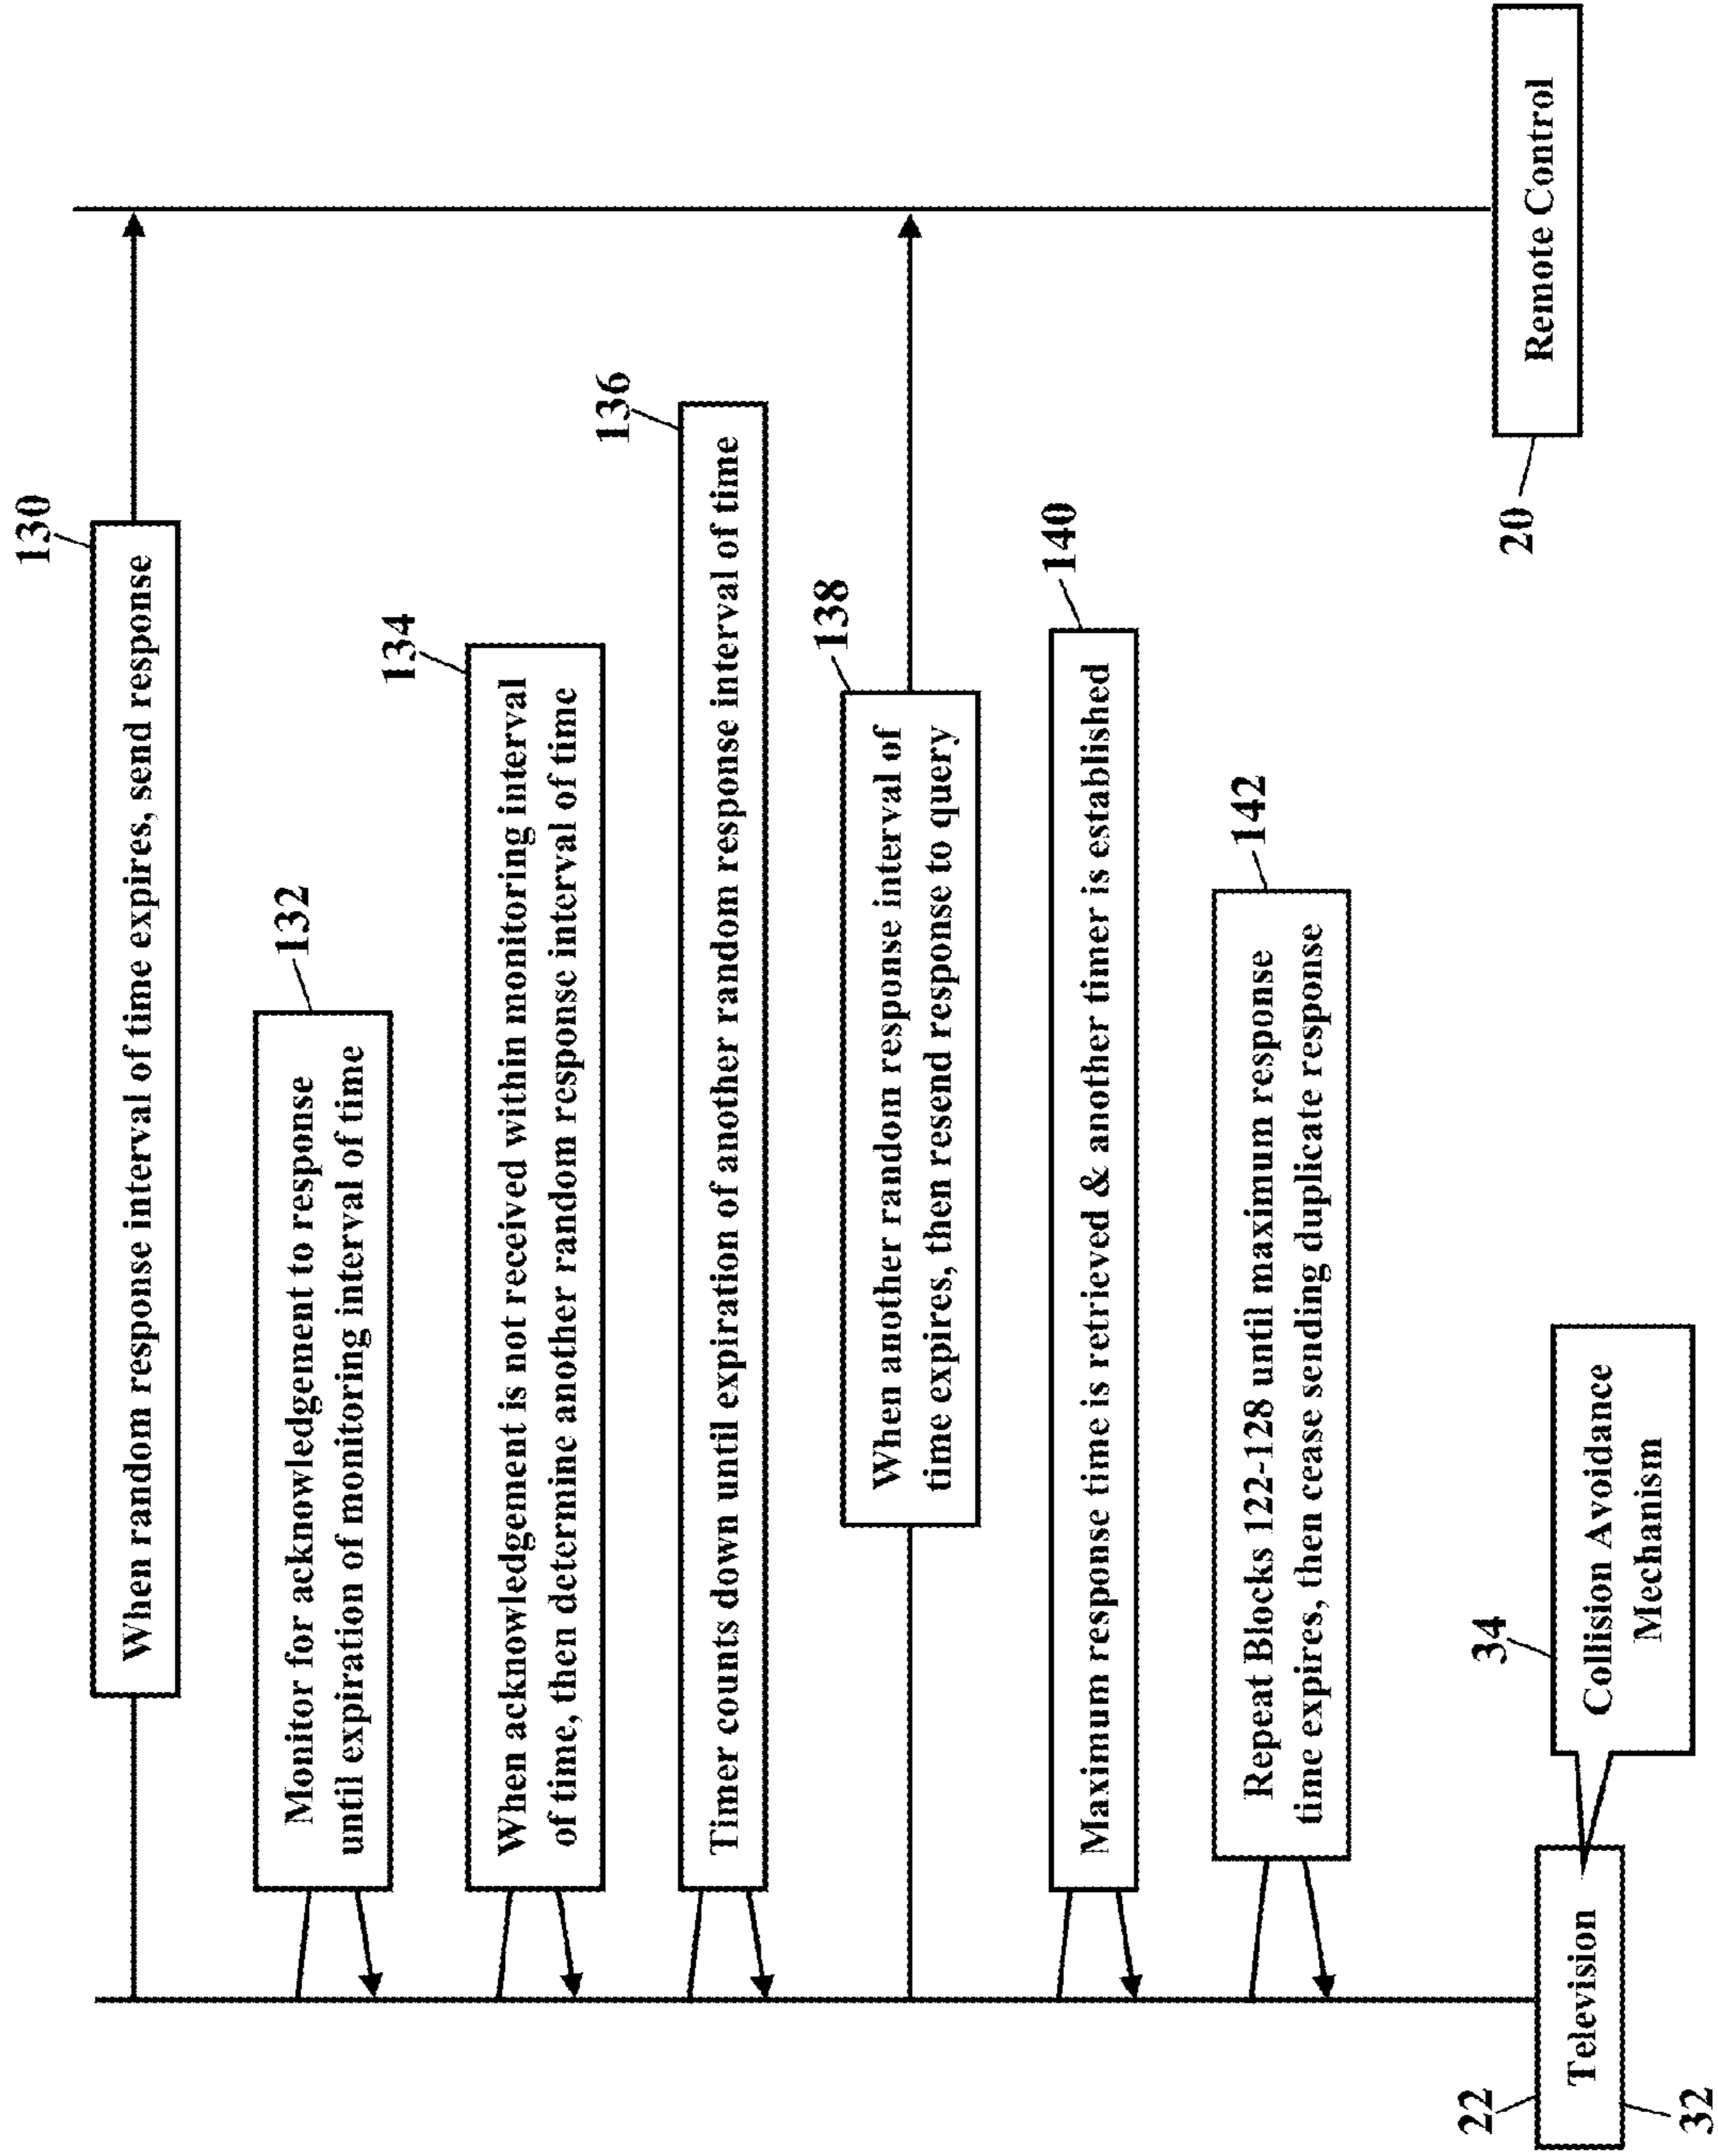 130
When random response interval of time expires, send response
132
Monitor for acknowledgement to response
until expiration of monitoring interval of time
134
When acknowledgement is not received within monitoring interval
of time, then determine another random response interval of time
136
Timer counts down until expiration of another random response interval of time
138
When another random response interval of
time expires, then resend response to query
140
Maximum response time is retrieved & another timer is established
142
Repeat Blocks 122-128 until maximum response
time expires, then cease sending duplicate response
22
Television
32
34
Collision Avoidance
Mechanism
20
Remote Control